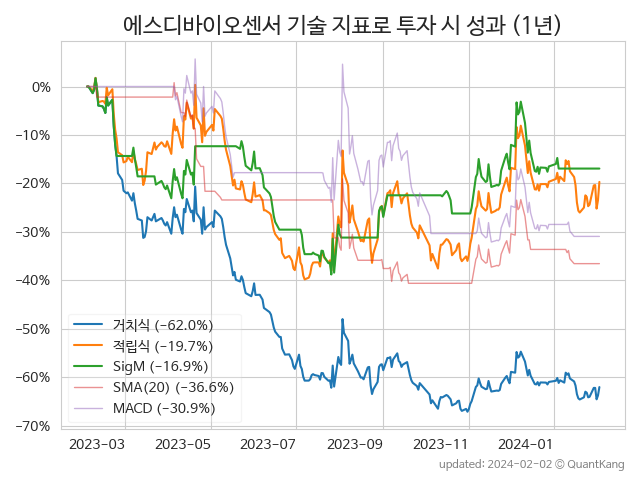 에스디바이오센서 기술 지표로 투자 시 성과 (1년)
0%
−10%
−20%
−30%
−40%
−50%
−60%
−70%
거치식 (−62.0%)
적립식 (−19.7%)
SigM (−16.9%)
SMA(20) (−36.6%)
MACD (−30.9%)
2023−03 2023−05 2023−07 2023−09 2023−11 2024−01
updated: 2024−02−02 © QuantKang